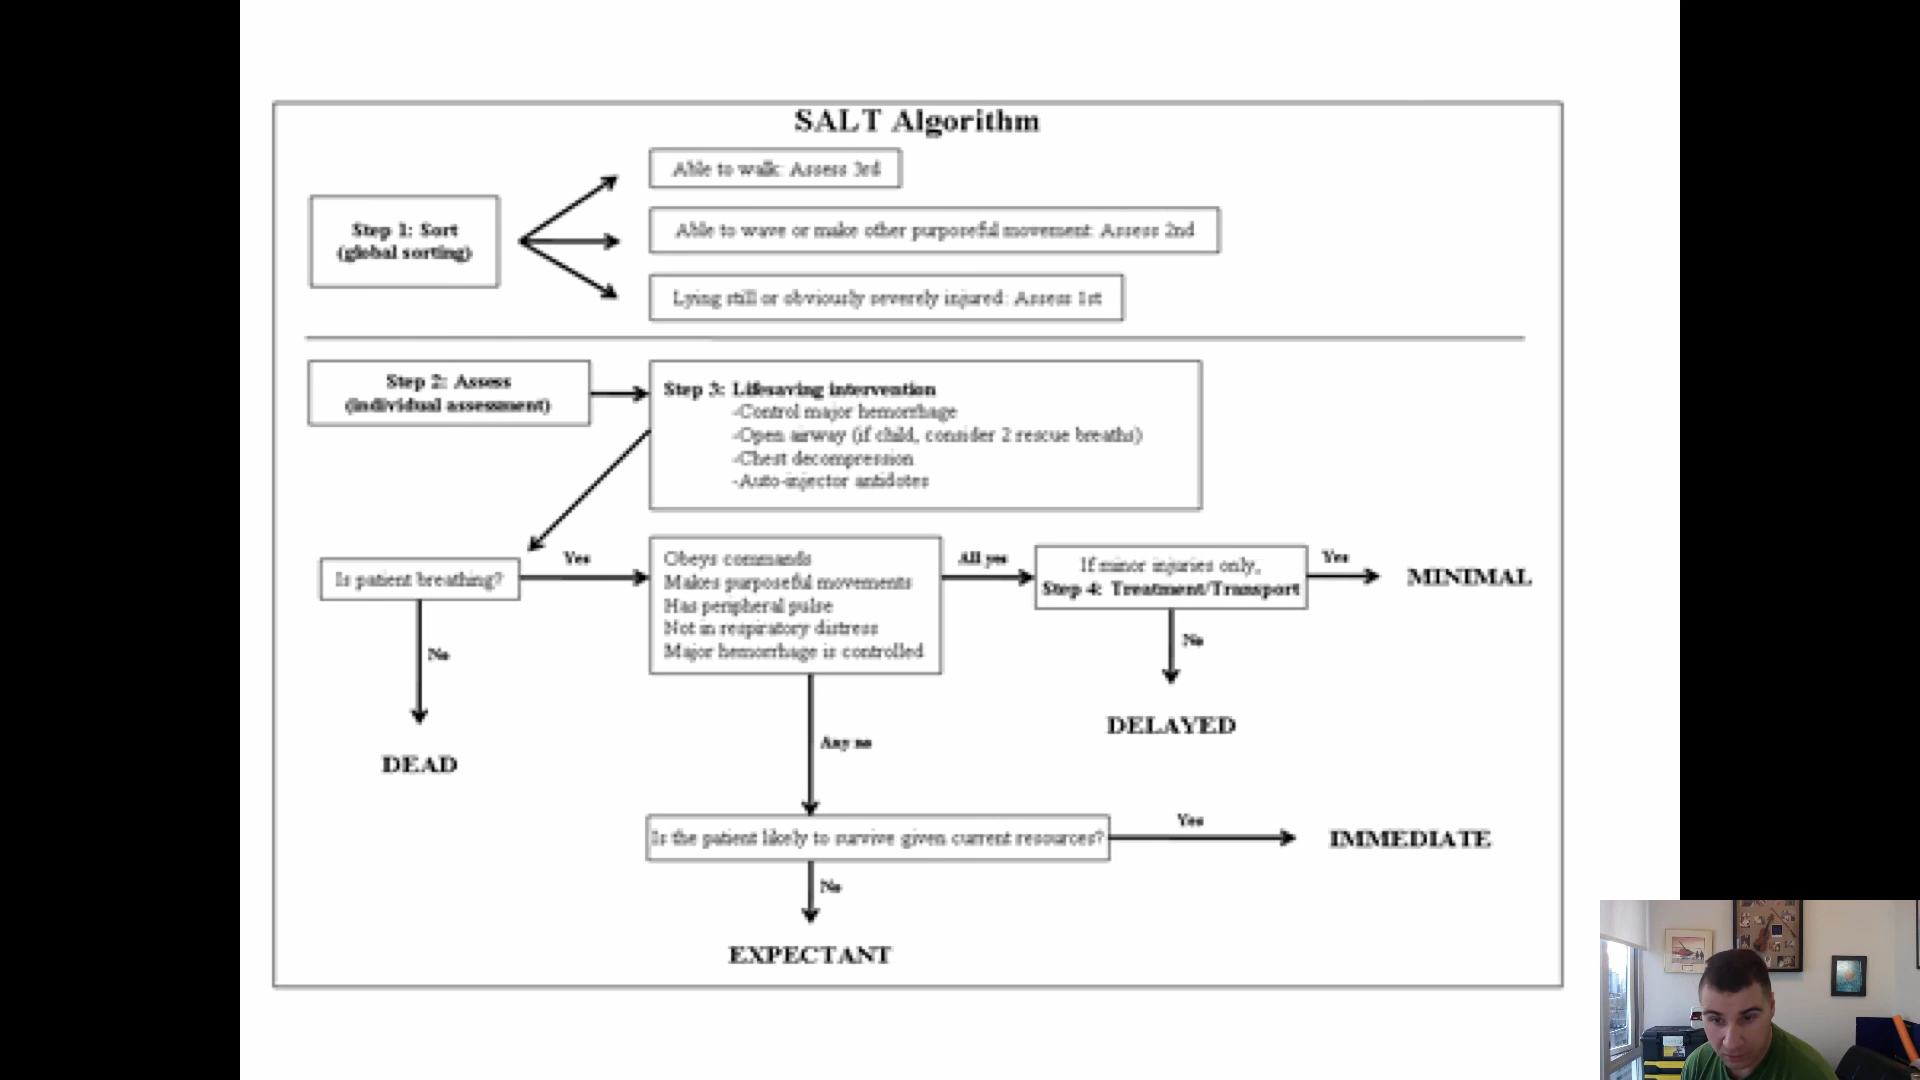 SALT Algorithm
Able to walk: Assess 3rd
Step 1: Sort
(global sorting)
Able to wave or make other purposeful movement: Assess 2nd
Lying still or obviously severely injured: Assess 1st
Step 2: Assess
(individual assessment)
Step 3: Lifesaving intervention
-Control major hemorrhage
-Open airway (if child, consider 2 rescue breaths)
-Chest decompression
-Auto-injector antidotes
Is patient breathing?
Yes
No
DEAD
Obeys commands
Makes purposeful movements
Has peripheral pulse
Not in respiratory distress
Major hemorrhage is controlled
All yes
If minor injuries only,
Step 4: Treatment/Transport
Yes
MINIMAL
No
DELAYED
Any no
Is the patient likely to survive given current resources?
Yes
IMMEDIATE
No
EXPECTANT